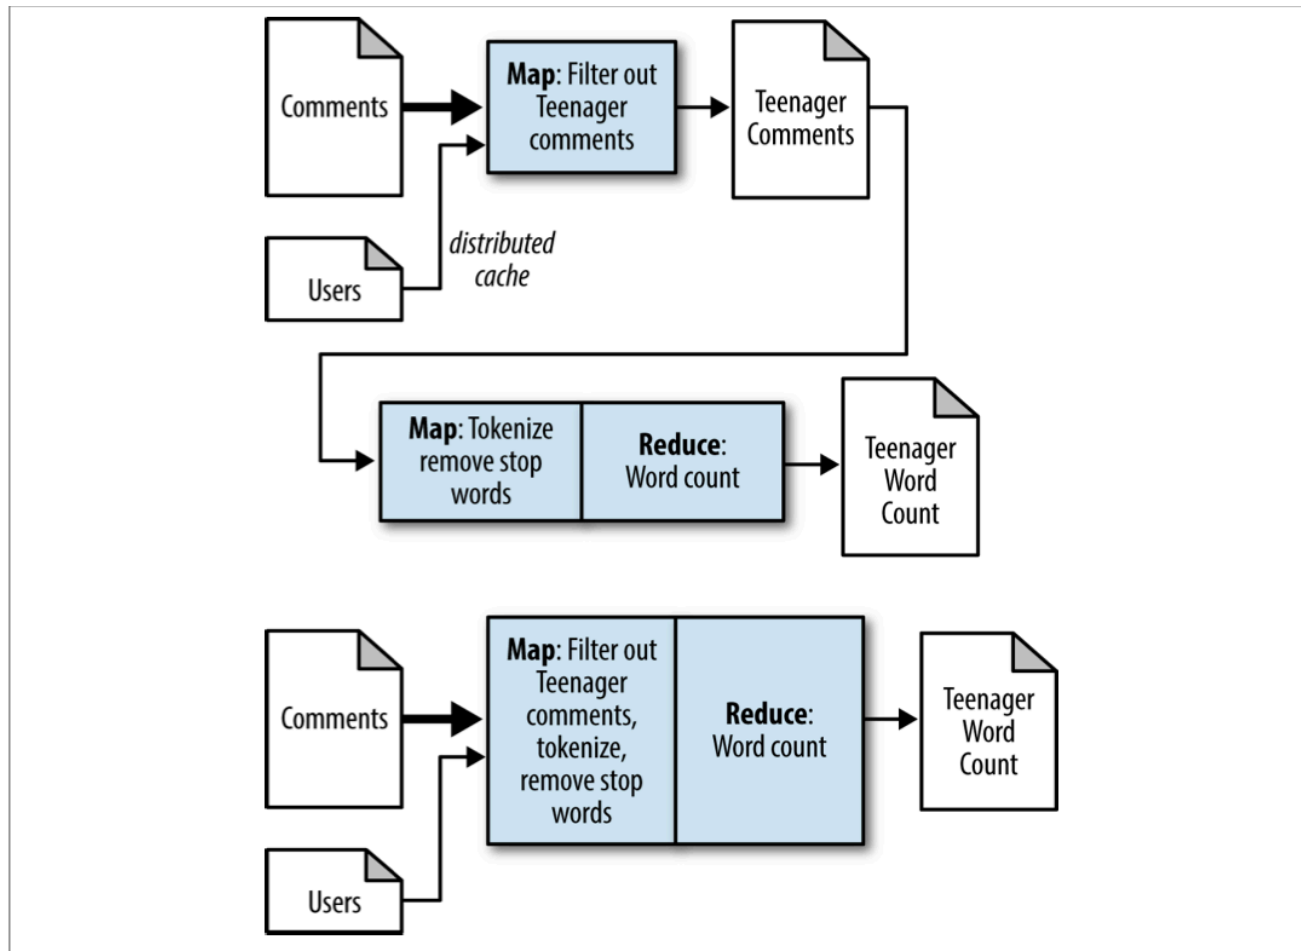 Comments
Map: Filter out
Teenager
comments
Teenager
Comments
distributed
cache
Users
Map: Tokenize
remove stop
words
Reduce:
Word count
Teenager
Word
Count
Comments
Map: Filter out
Teenager
comments,
tokenize,
remove stop
words
Reduce:
Word count
Teenager
Word
Count
Users